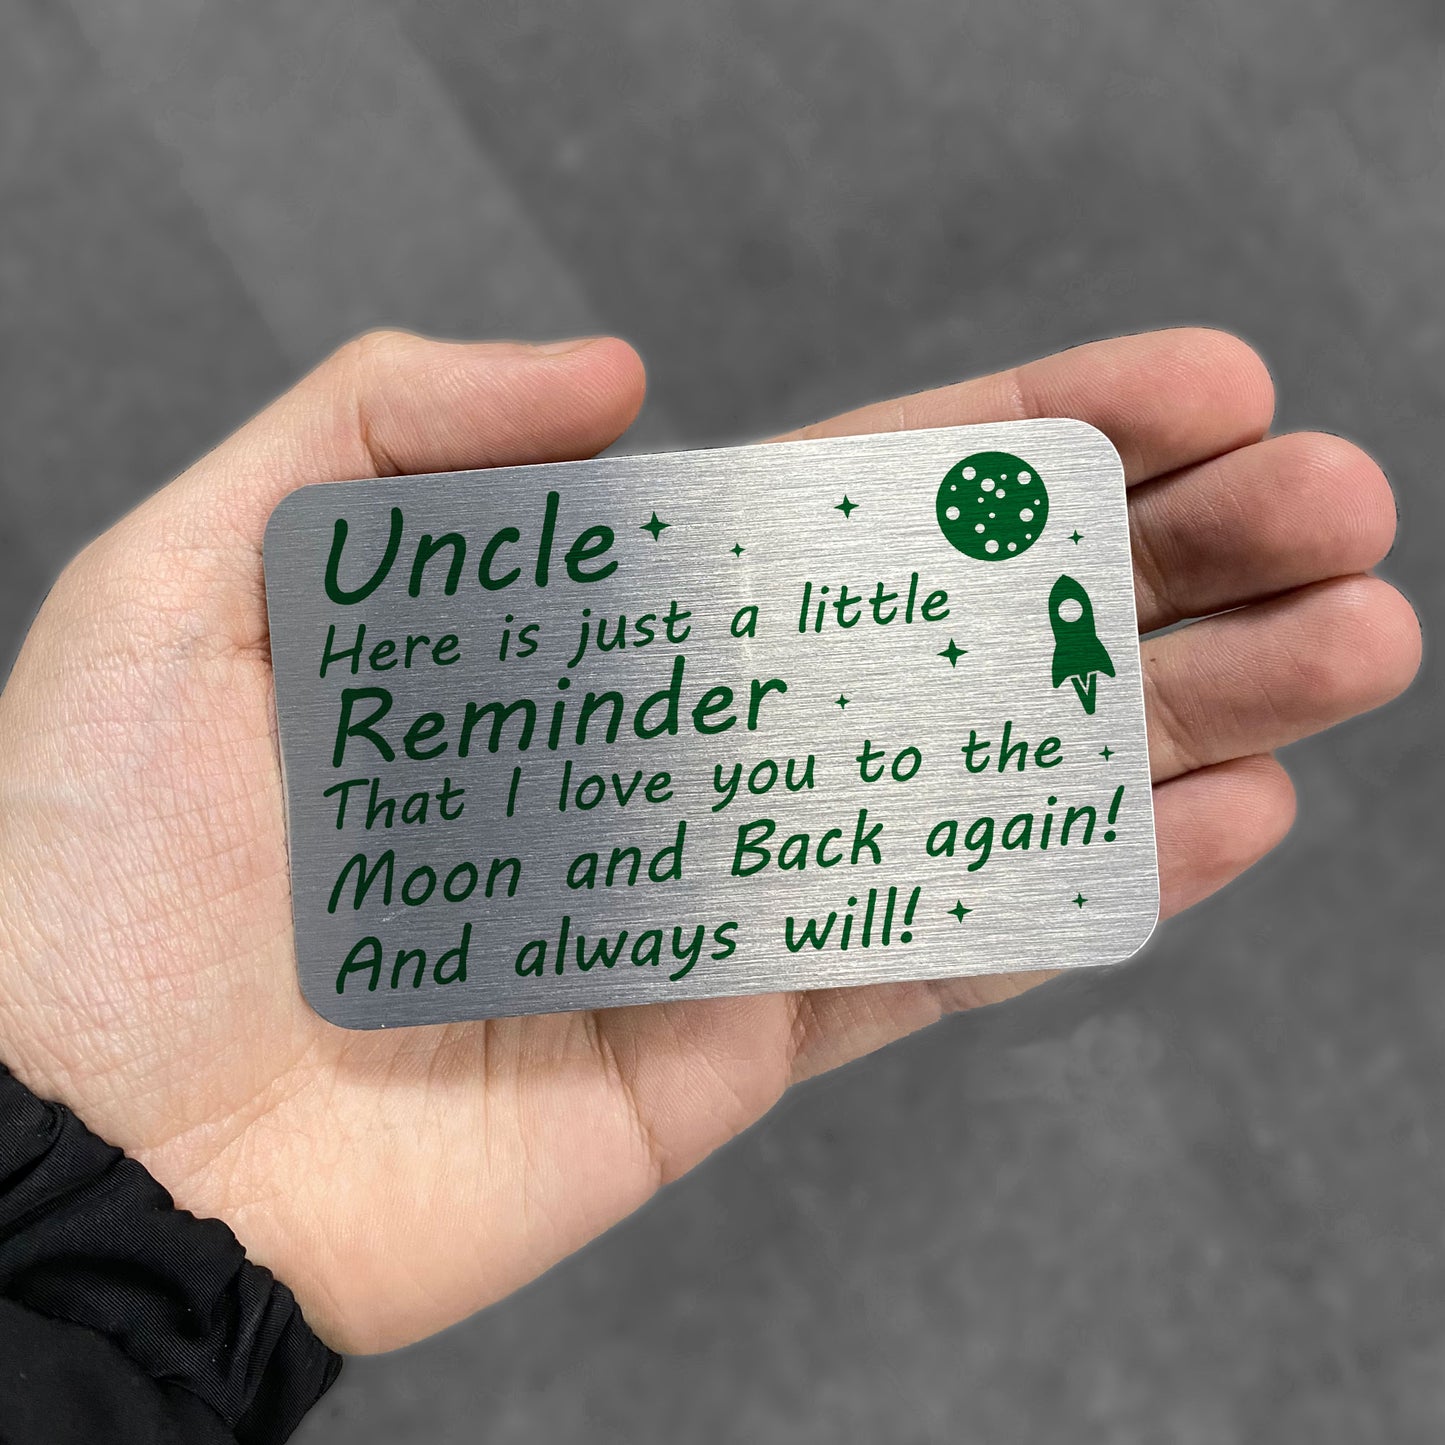 Uncle
Here is just a little
Reminder
That I love you to the
Moon and Back again!
And always will!